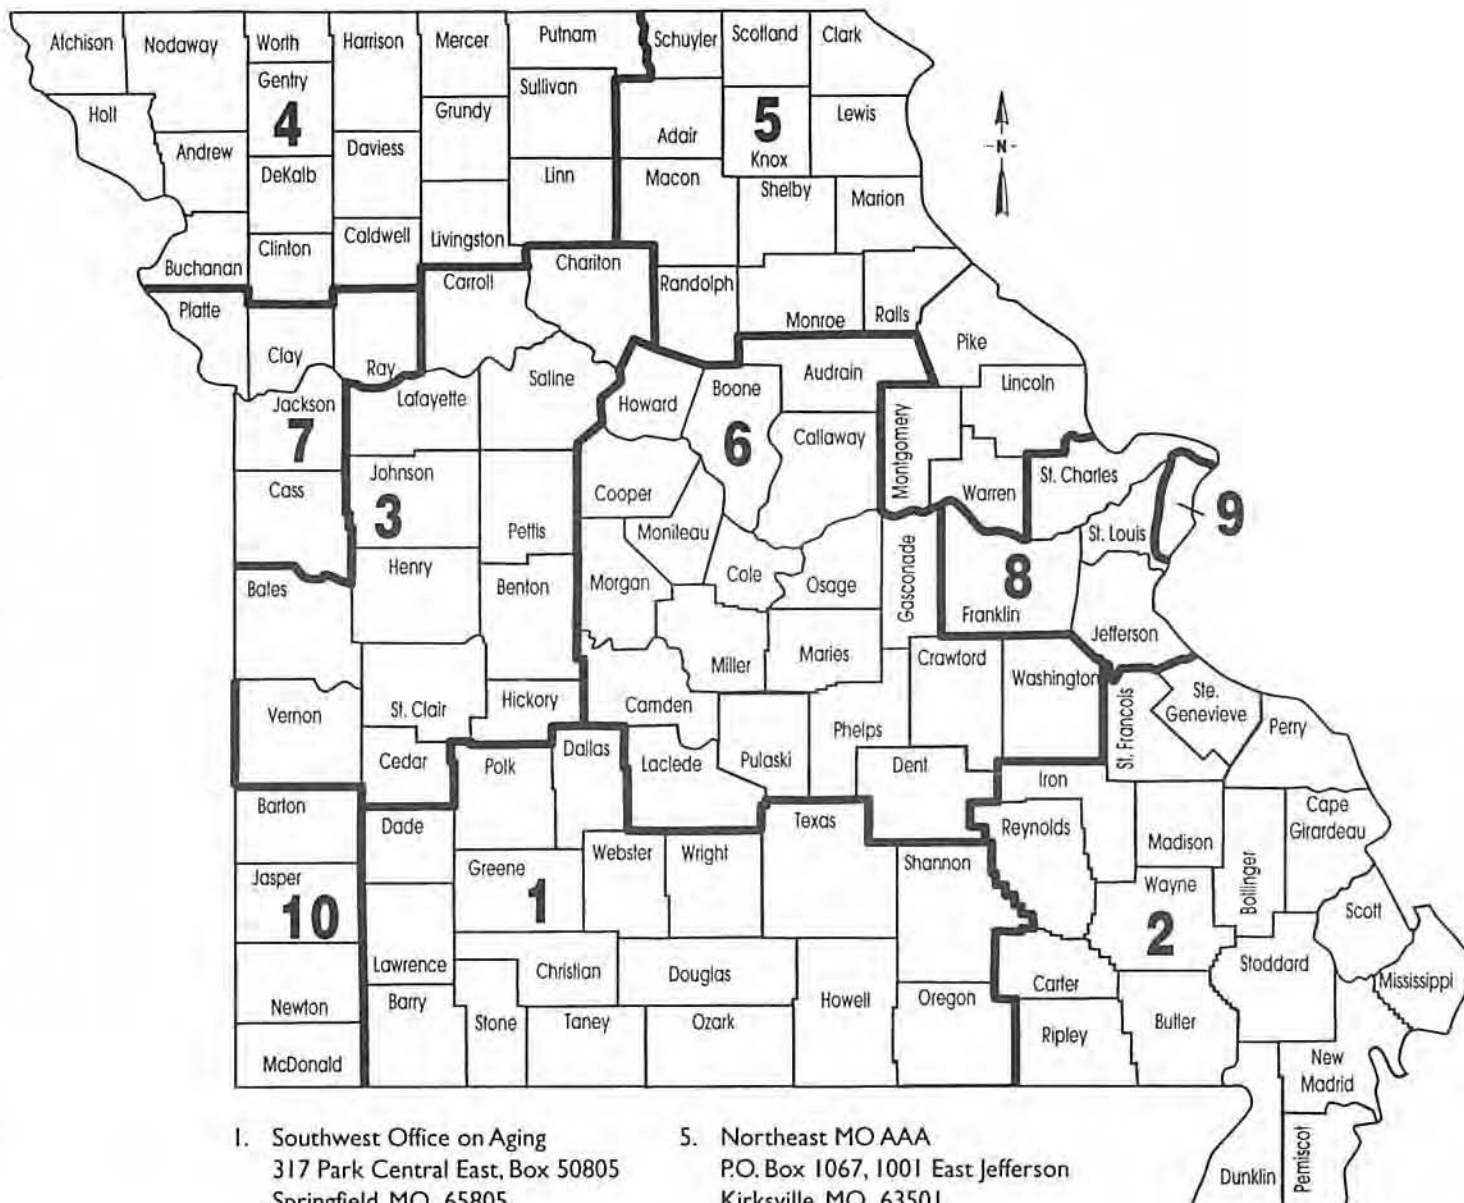 Atchison Nodaway Worth Harrison Mercer Putnam Schuyler Scotland Clark
Gentry Sullivan
Holt 4 Grundy 5 Lewis
Andrew Daviess Adair
N
DeKalb Linn Macon Knox
Shelby Marion
Clinton Caldwell Livingston
Buchanan Carroll Chariton Randolph
Platte Monroe Ralls
Clay Ray Pike
Saline Audrain
Jackson Lafayette Howard Boone Lincoln
7 6 Callaway Montgomery
Johnson St. Charles
Cass 3 Cooper Warren 9
Pettis Moniteau St. Louis
Bates Henry Benton Morgan Cole Osage Gasconade 8
Franklin Jefferson
Miller Maries Crawford Washington
Vernon St. Clair Hickory Camden St. Francois Ste.
Genevieve
Cedar Polk Dallas Laclede Pulaski Phelps Dent Iron Perry
Barton Dade Texas Reynolds Cape
Girardeau
Madison
Jasper Greene Webster Wright Shannon Wayne Bollinger
10 1 2 Scott
Lawrence Christian Douglas Stoddard
Newton Barry Howell Oregon Carter Mississippi
Stone Taney Ozark Ripley Butler
McDonald New
Madrid
1. Southwest Office on Aging
317 Park Central East, Box 50805
Springfield, MO 65805
5. Northeast MO AAA
P.O. Box 1067, 1001 East Jefferson
Kirksville, MO 63501
Dunklin Pemiscot